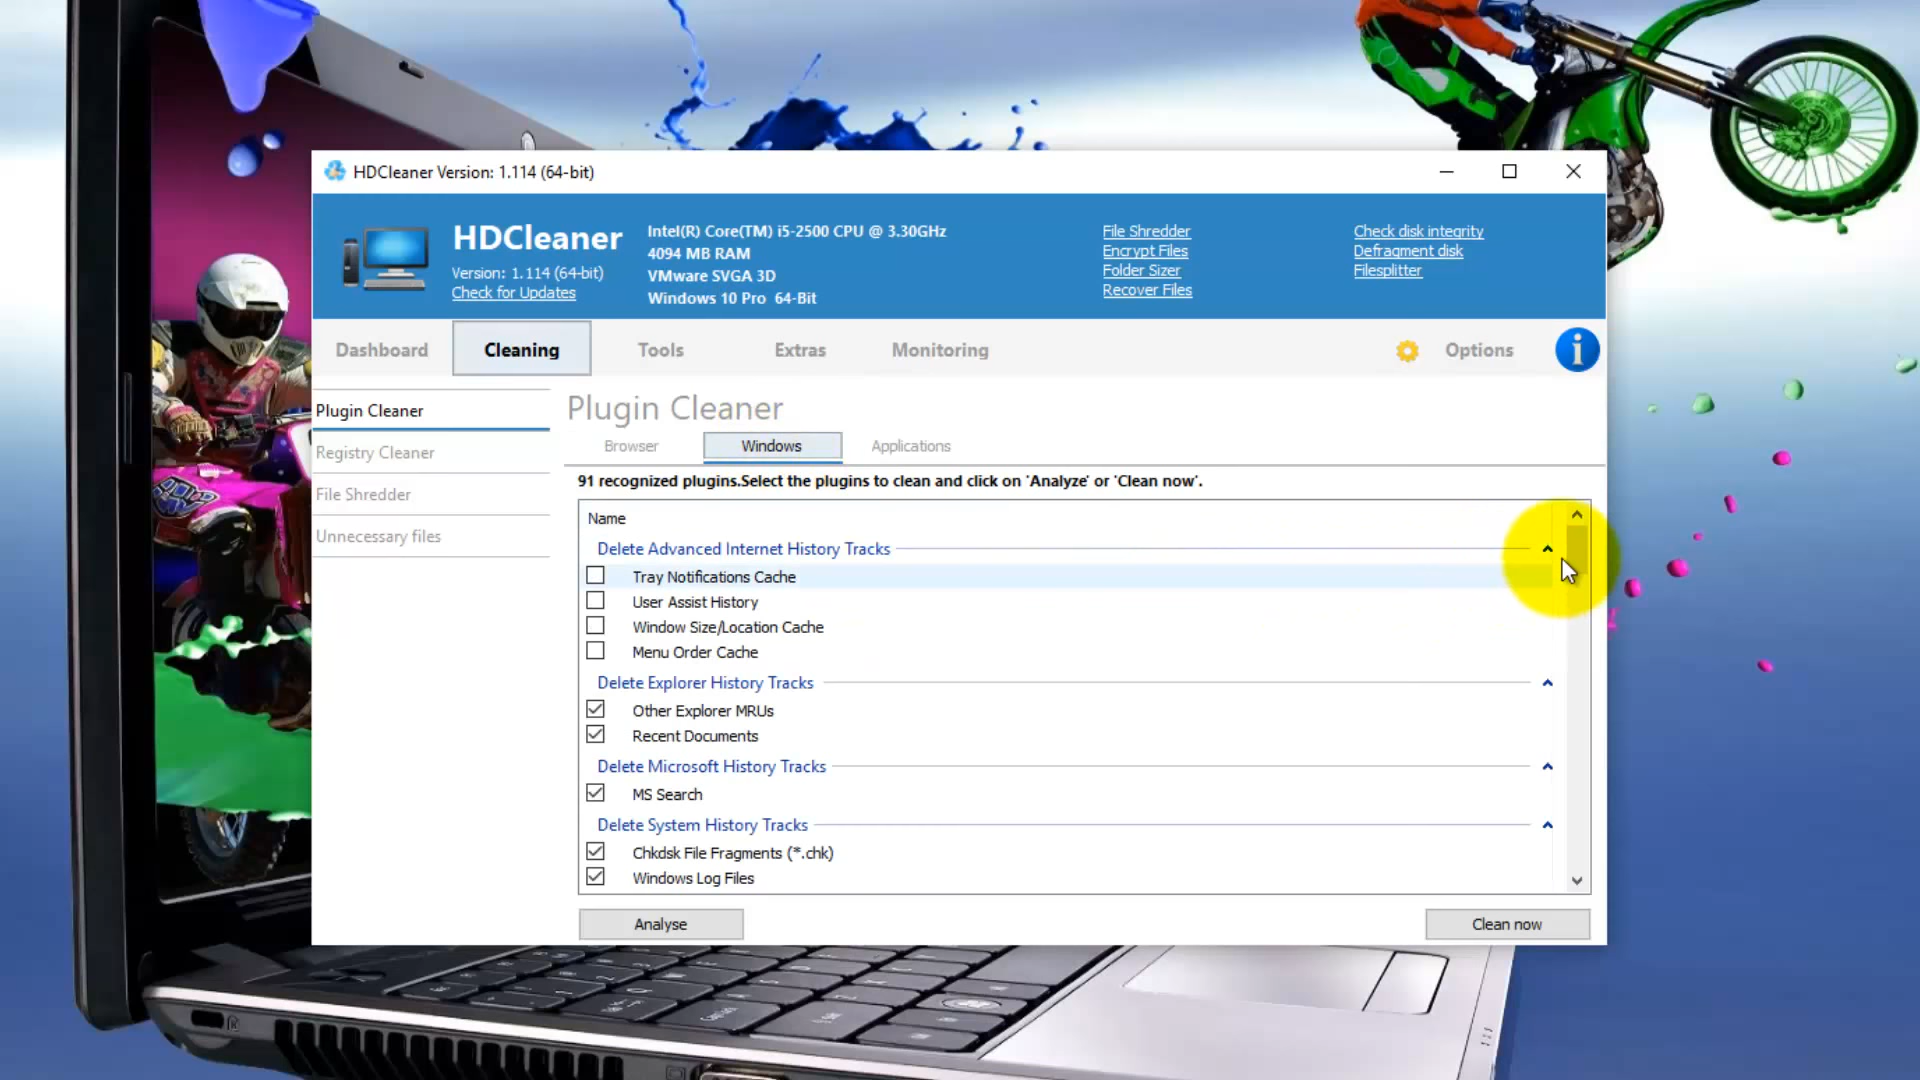 HDCleaner Version: 1.114 (64-bit)
HDCleaner
Version: 1.114 (64-bit)
Check for Updates
Intel(R) Core(TM) i5-2500 CPU @ 3.30GHz
4094 MB RAM
VMware SVGA 3D
Windows 10 Pro 64-Bit
File Shredder
Encrypt Files
Folder Sizer
Recover Files
Check disk integrity
Defragment disk
Filesplitter
Dashboard
Cleaning
Tools
Extras
Monitoring
Options
Plugin Cleaner
Registry Cleaner
File Shredder
Unnecessary files
Plugin Cleaner
Browser
Windows
Applications
91 recognized plugins.Select the plugins to clean and click on 'Analyze' or 'Clean now'.
Name
Delete Advanced Internet History Tracks
Tray Notifications Cache
User Assist History
Window Size/Location Cache
Menu Order Cache
Delete Explorer History Tracks
Other Explorer MRUs
Recent Documents
Delete Microsoft History Tracks
MS Search
Delete System History Tracks
Chkdsk File Fragments (*.chk)
Windows Log Files
Analyse
Clean now